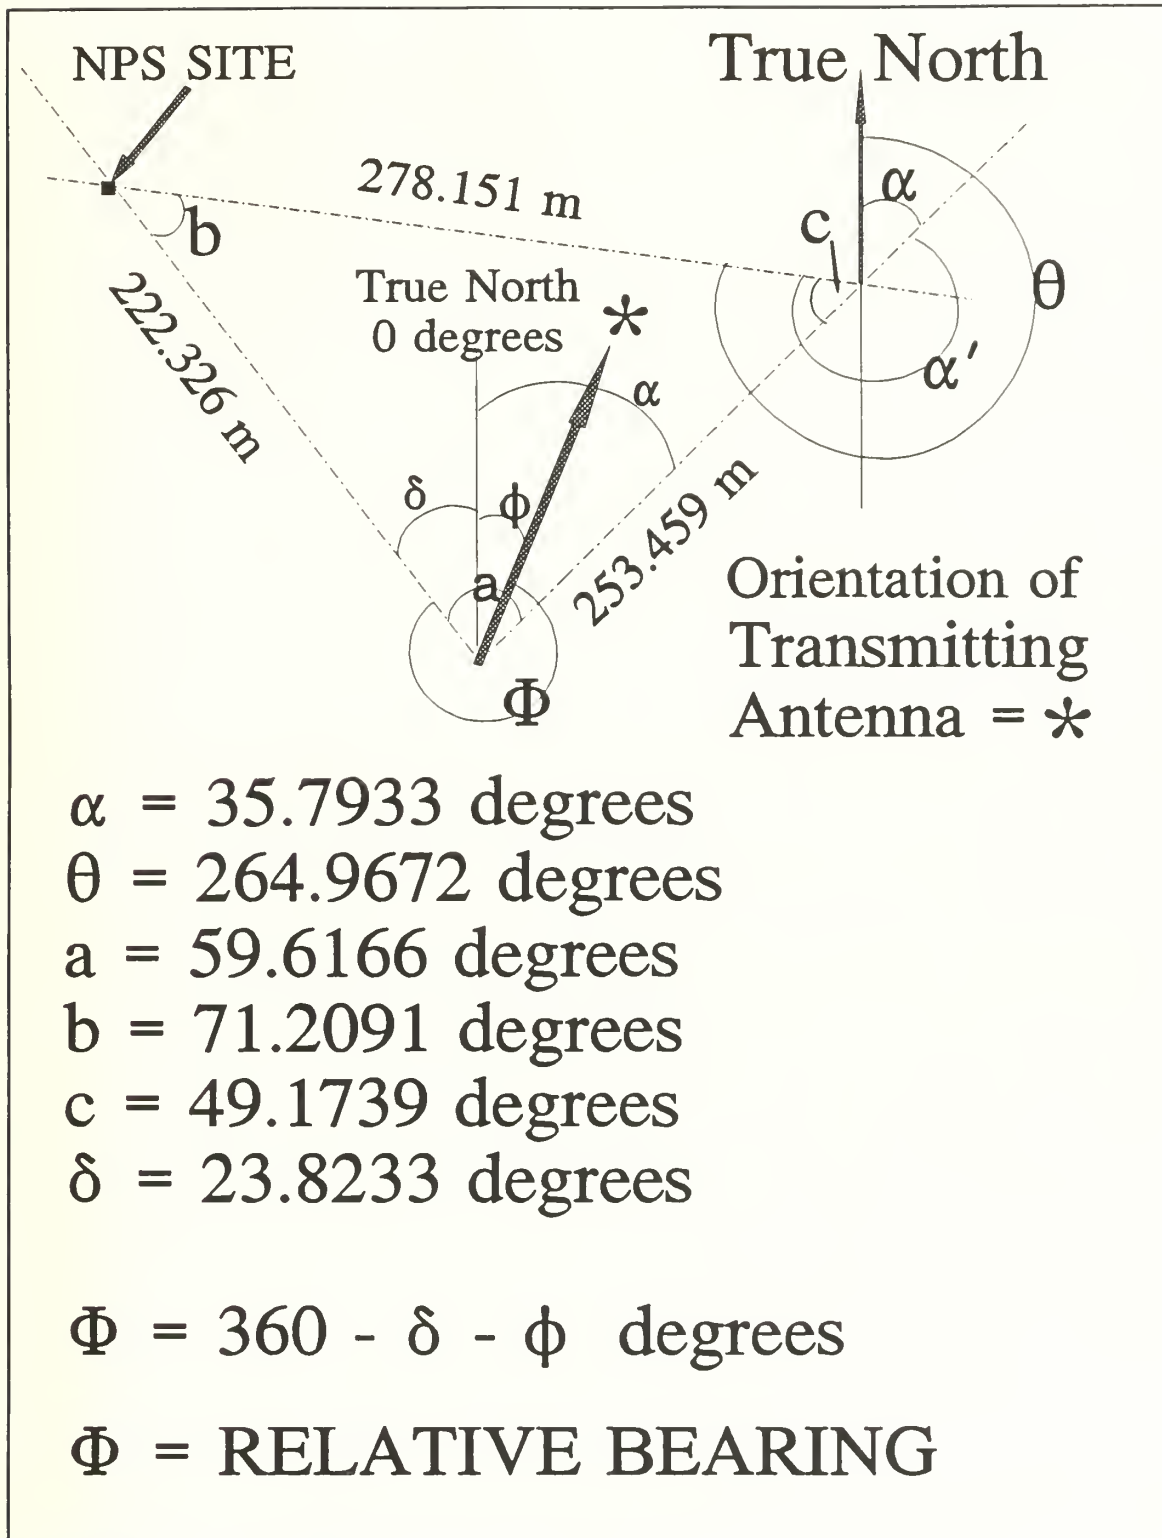 NPS SITE
True North
278.151 m
α
c
b
θ
True North
0 degrees
*
222.326 m
α'
α
δ
ϕ
253.459 m
a
Φ
Orientation of
Transmitting
Antenna = *
α = 35.7933 degrees
θ = 264.9672 degrees
a = 59.6166 degrees
b = 71.2091 degrees
c = 49.1739 degrees
δ = 23.8233 degrees
Φ = 360 - δ - ϕ degrees
Φ = RELATIVE BEARING